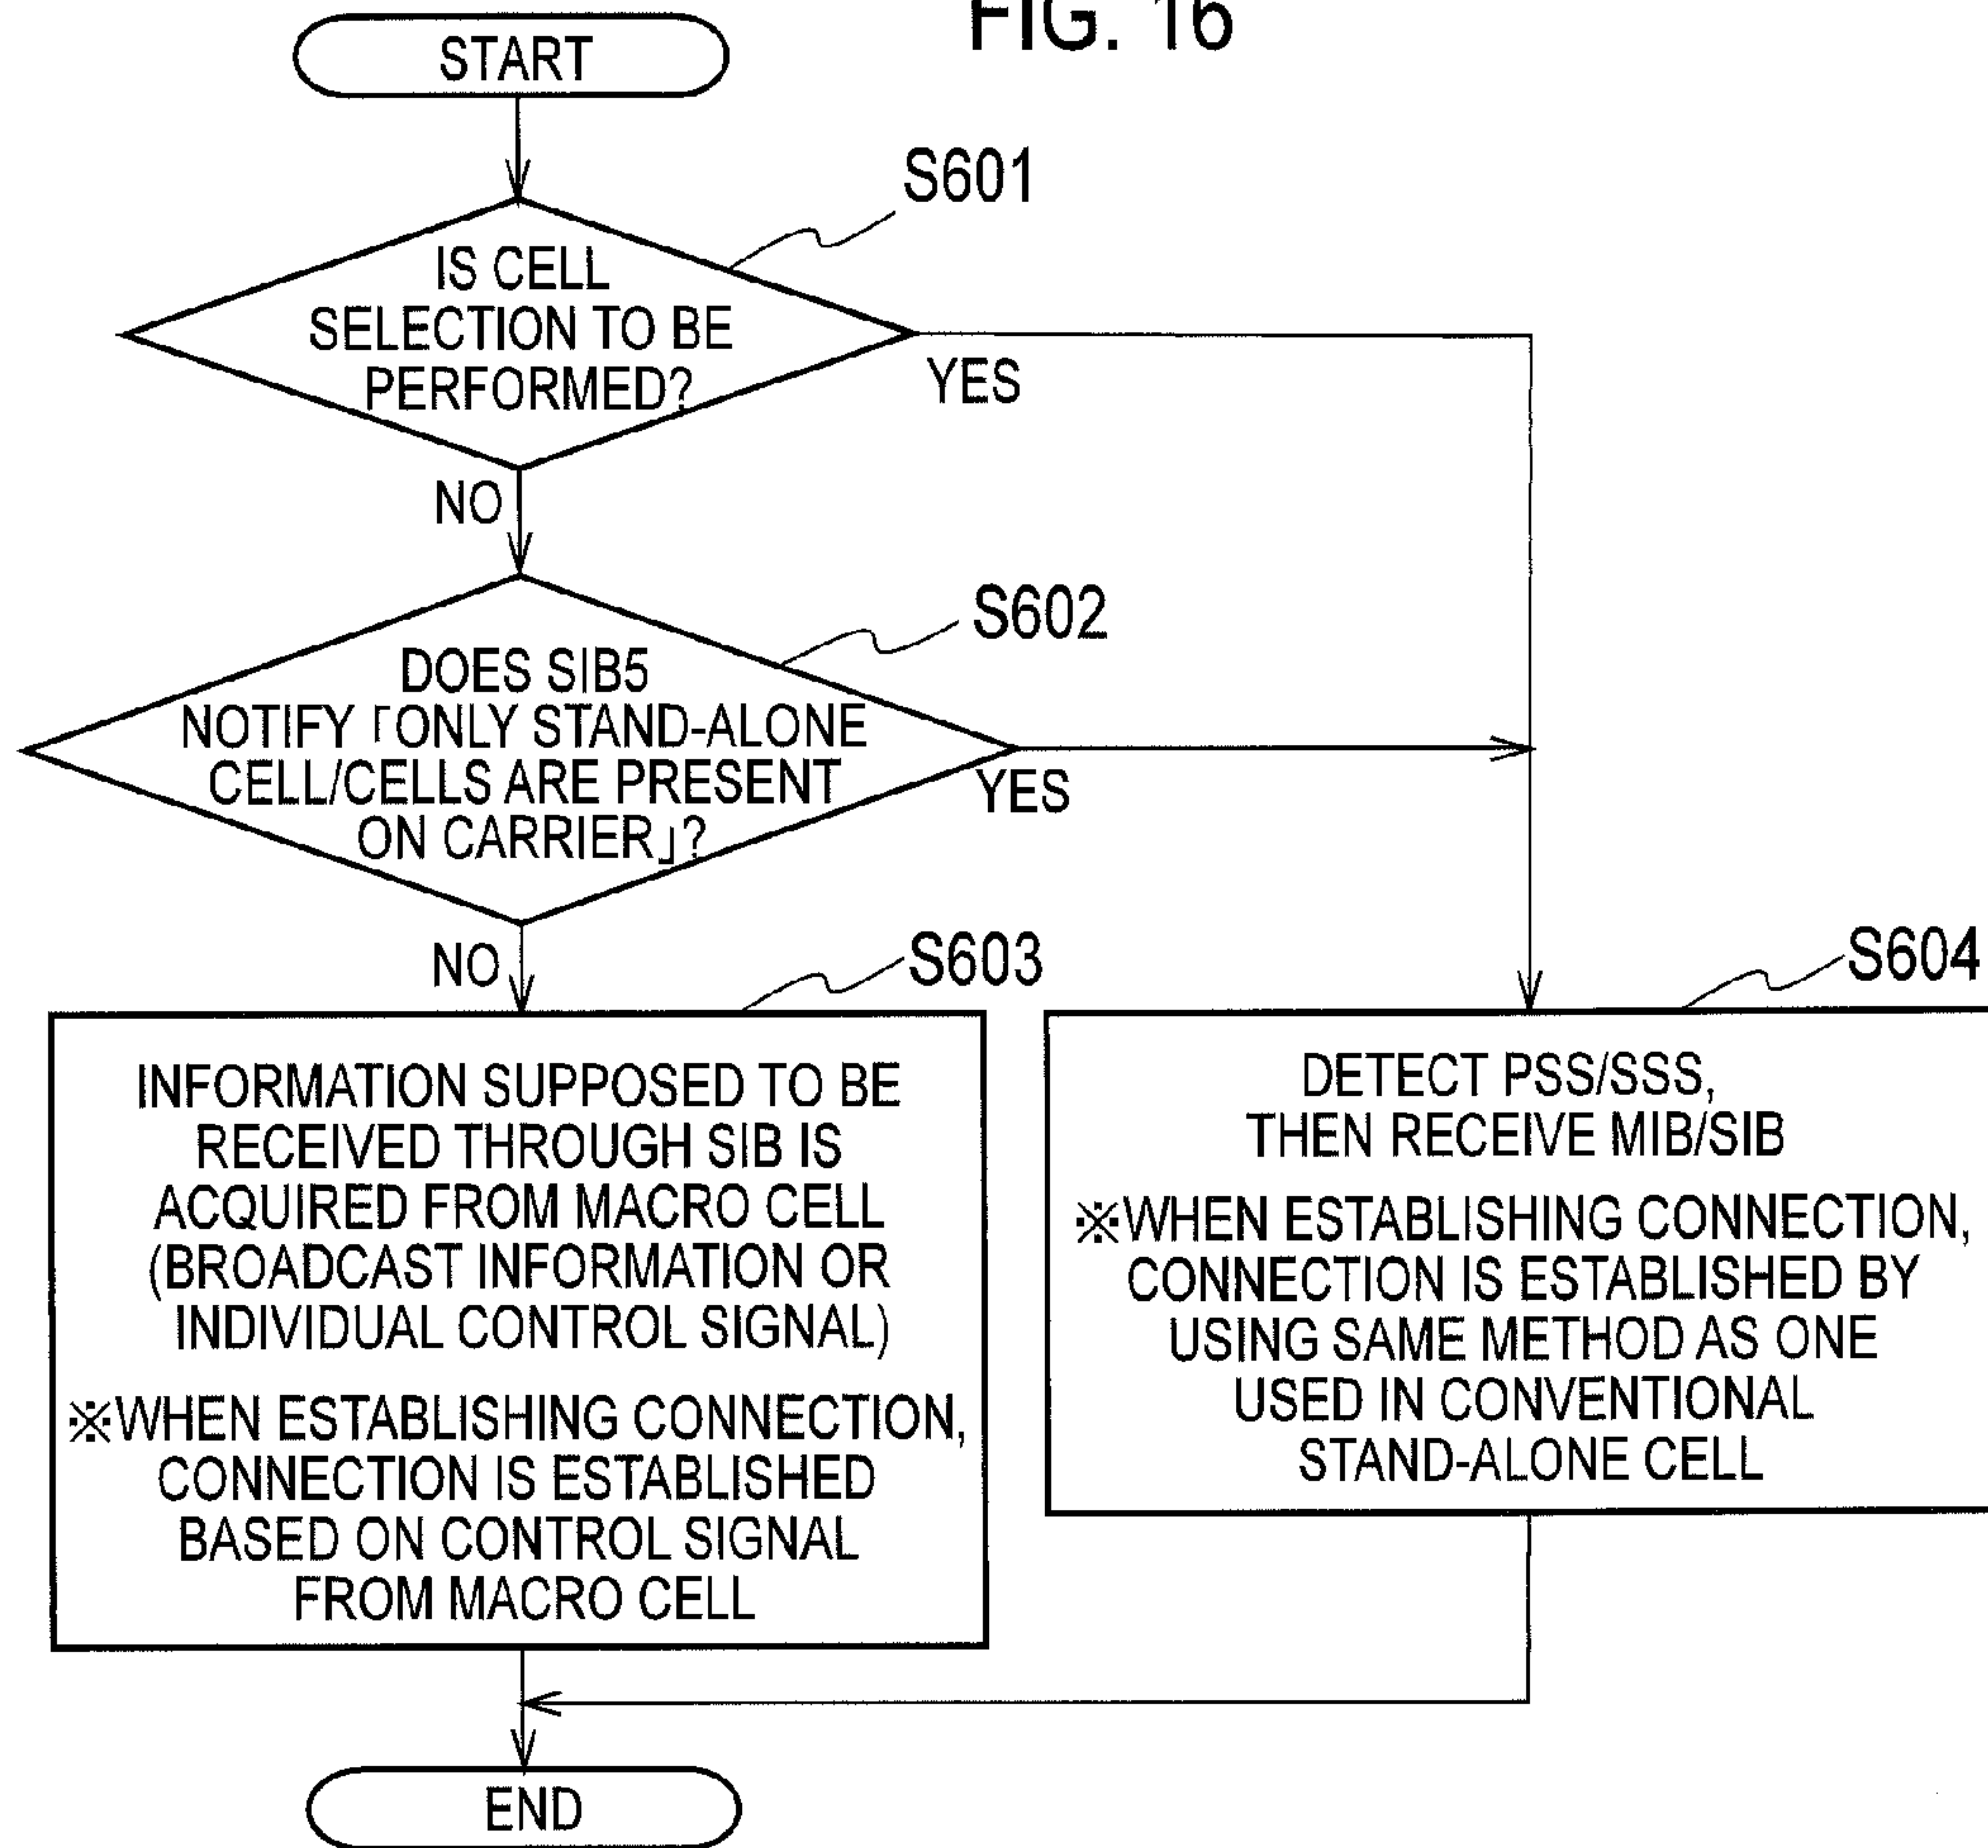 FIG. 16
START
S601
IS CELL
SELECTION TO BE
PERFORMED?
YES
NO
S602
DOES SIB5
NOTIFY「ONLY STAND-ALONE
CELL/CELLS ARE PRESENT
ON CARRIER」?
YES
NO
S603
INFORMATION SUPPOSED TO BE
RECEIVED THROUGH SIB IS
ACQUIRED FROM MACRO CELL
(BROADCAST INFORMATION OR
INDIVIDUAL CONTROL SIGNAL)
※WHEN ESTABLISHING CONNECTION,
CONNECTION IS ESTABLISHED
BASED ON CONTROL SIGNAL
FROM MACRO CELL
S604
DETECT PSS/SSS,
THEN RECEIVE MIB/SIB
※WHEN ESTABLISHING CONNECTION,
CONNECTION IS ESTABLISHED BY
USING SAME METHOD AS ONE
USED IN CONVENTIONAL
STAND-ALONE CELL
END